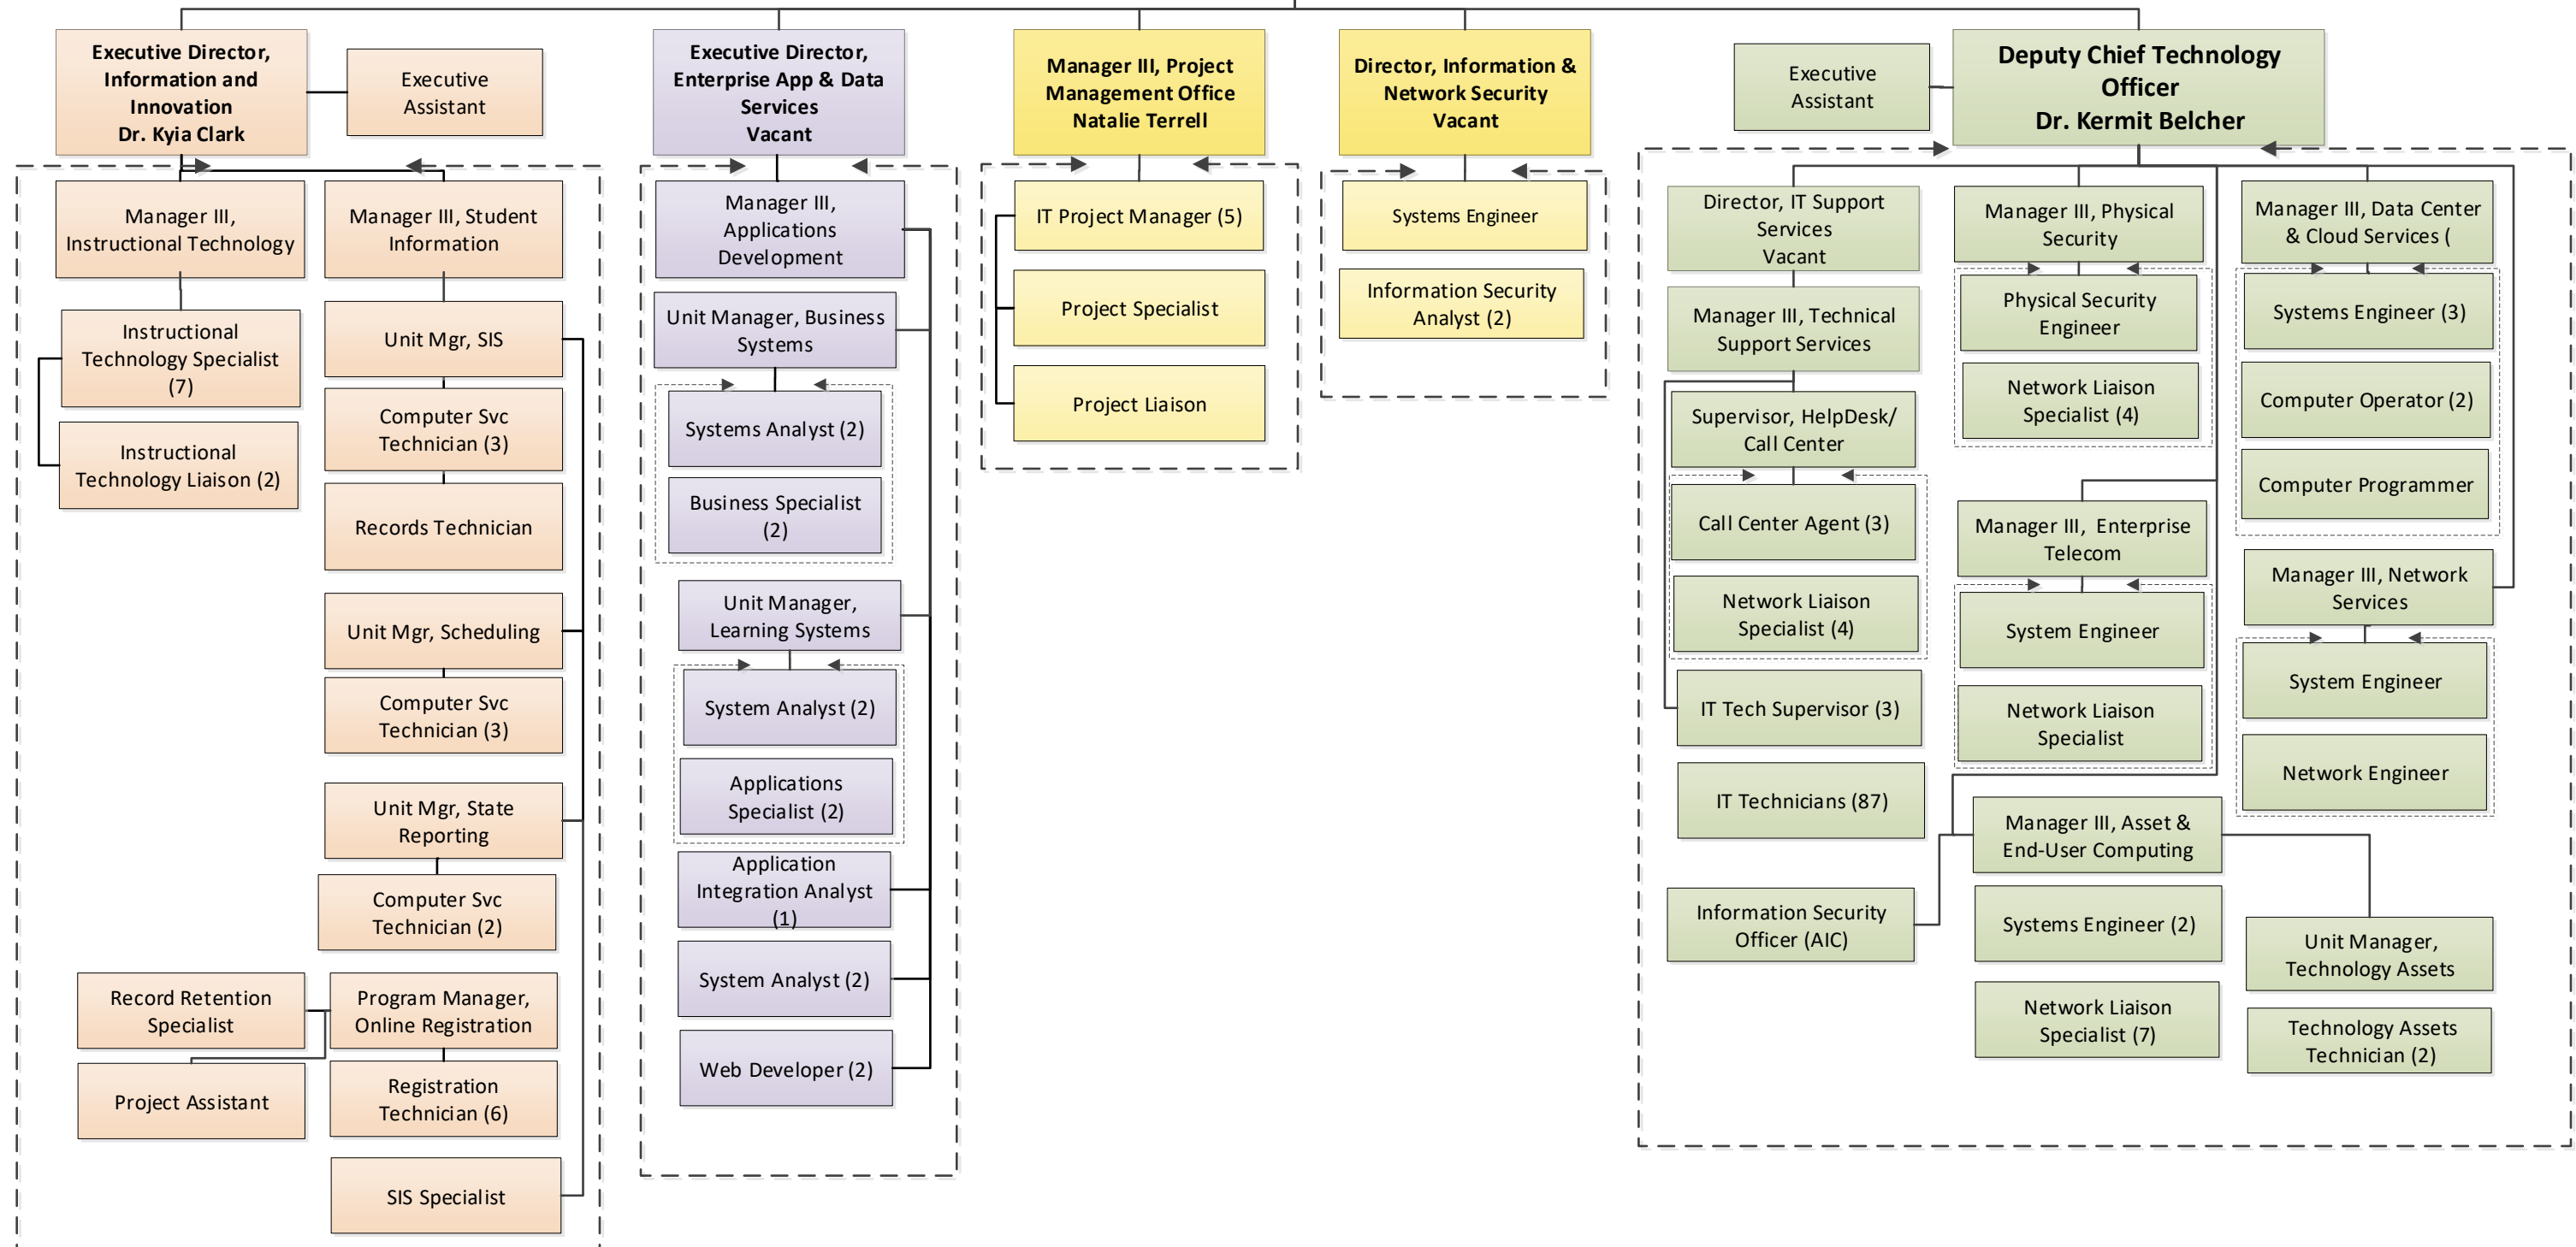 Executive Director,
Information and
Innovation
Dr. Kyia Clark
Executive
Assistant
Manager III,
Instructional Technology
Instructional
Technology Specialist
(7)
Instructional
Technology Liaison (2)
Manager III, Student
Information
Unit Mgr, SIS
Computer Svc
Technician (3)
Records Technician
Unit Mgr, Scheduling
Computer Svc
Technician (3)
Unit Mgr, State
Reporting
Computer Svc
Technician (2)
Record Retention
Specialist
Program Manager,
Online Registration
Project Assistant
Registration
Technician (6)
SIS Specialist
Executive Director,
Enterprise App & Data
Services
Vacant
Manager III,
Applications
Development
Unit Manager, Business
Systems
Systems Analyst (2)
Business Specialist
(2)
Unit Manager,
Learning Systems
System Analyst (2)
Applications
Specialist (2)
Application
Integration Analyst
(1)
System Analyst (2)
Web Developer (2)
Manager III, Project
Management Office
Natalie Terrell
IT Project Manager (5)
Project Specialist
Project Liaison
Director, Information &
Network Security
Vacant
Systems Engineer
Information Security
Analyst (2)
Executive
Assistant
Deputy Chief Technology
Officer
Dr. Kermit Belcher
Director, IT Support
Services
Vacant
Manager III, Technical
Support Services
Supervisor, HelpDesk/
Call Center
Call Center Agent (3)
Network Liaison
Specialist (4)
IT Tech Supervisor (3)
IT Technicians (87)
Information Security
Officer (AIC)
Manager III, Physical
Security
Physical Security
Engineer
Network Liaison
Specialist (4)
Manager III, Enterprise
Telecom
System Engineer
Network Liaison
Specialist
Manager III, Asset &
End-User Computing
Systems Engineer (2)
Network Liaison
Specialist (7)
Manager III, Data Center
& Cloud Services (
Systems Engineer (3)
Computer Operator (2)
Computer Programmer
Manager III, Network
Services
System Engineer
Network Engineer
Unit Manager,
Technology Assets
Technology Assets
Technician (2)